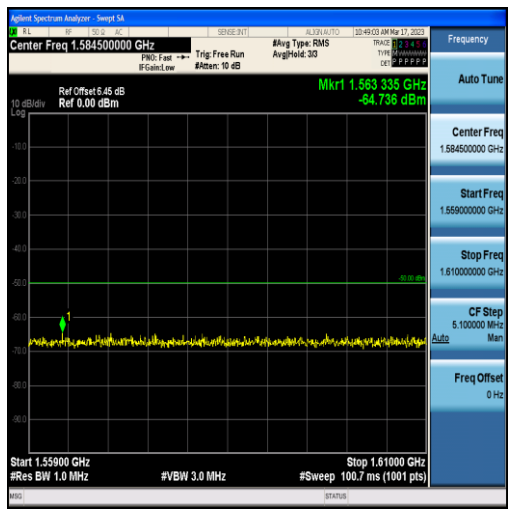 Agilent Spectrum Analyzer - Swept SA
RL RF 50 Ω AC SENSE:INT ALIGN AUTO 10:49:03 AM Mar 17, 2023
Center Freq 1.584500000 GHz
#Avg Type: RMS
TRACE 1 2 3 4 5 6
PNO: Fast
Trig: Free Run
Avg|Hold: 3/3
TYPE
IFGain:Low
#Atten: 10 dB
DET P P P P P P
Mkr1 1.563 335 GHz
-64.736 dBm
Ref Offset 6.45 dB
10 dB/div Ref 0.00 dBm
Log
-10.0
-20.0
-30.0
-40.0
-50.00 dBm
-50.0
1
-60.0
-70.0
-80.0
-90.0
Start 1.55900 GHz
Stop 1.61000 GHz
#Res BW 1.0 MHz
#VBW 3.0 MHz
#Sweep 100.7 ms (1001 pts)
MSG
STATUS
Frequency
Auto Tune
Center Freq
1.584500000 GHz
Start Freq
1.559000000 GHz
Stop Freq
1.610000000 GHz
CF Step
5.100000 MHz
Auto Man
Freq Offset
0 Hz